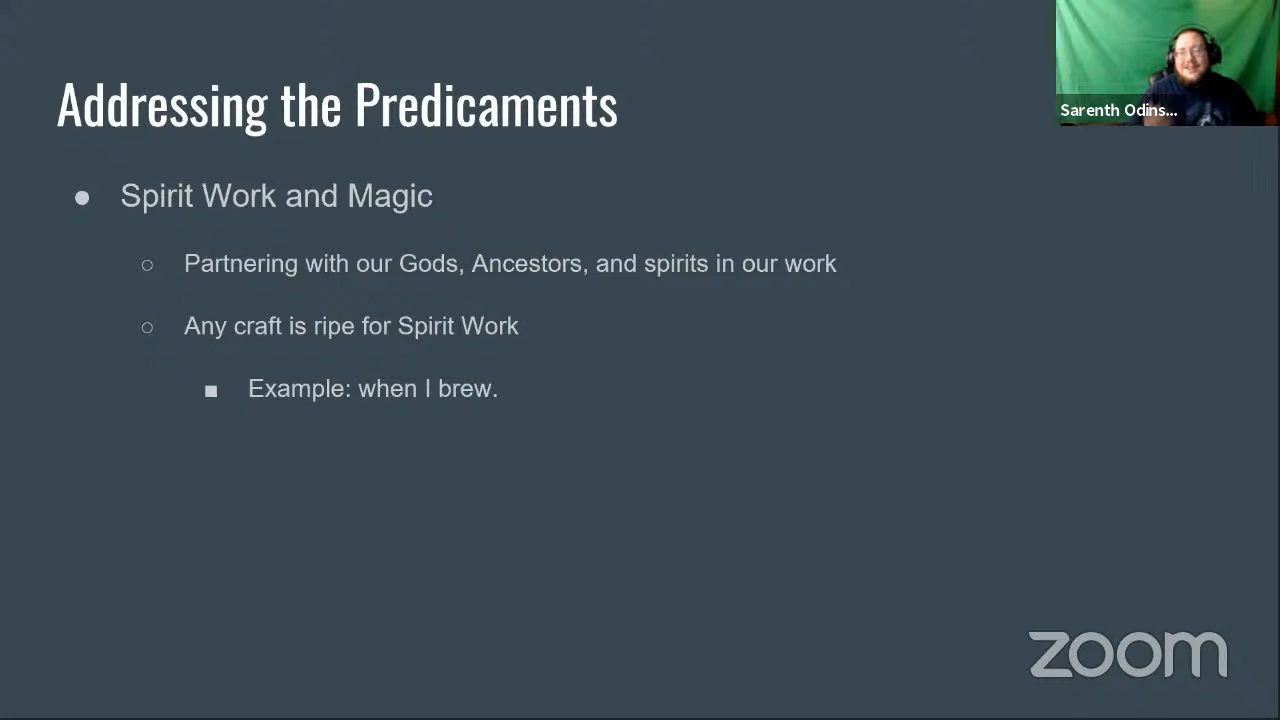 Addressing the Predicaments
Sarenth Odins...
● Spirit Work and Magic
○ Partnering with our Gods, Ancestors, and spirits in our work
○ Any craft is ripe for Spirit Work
■ Example: when I brew.
zoom